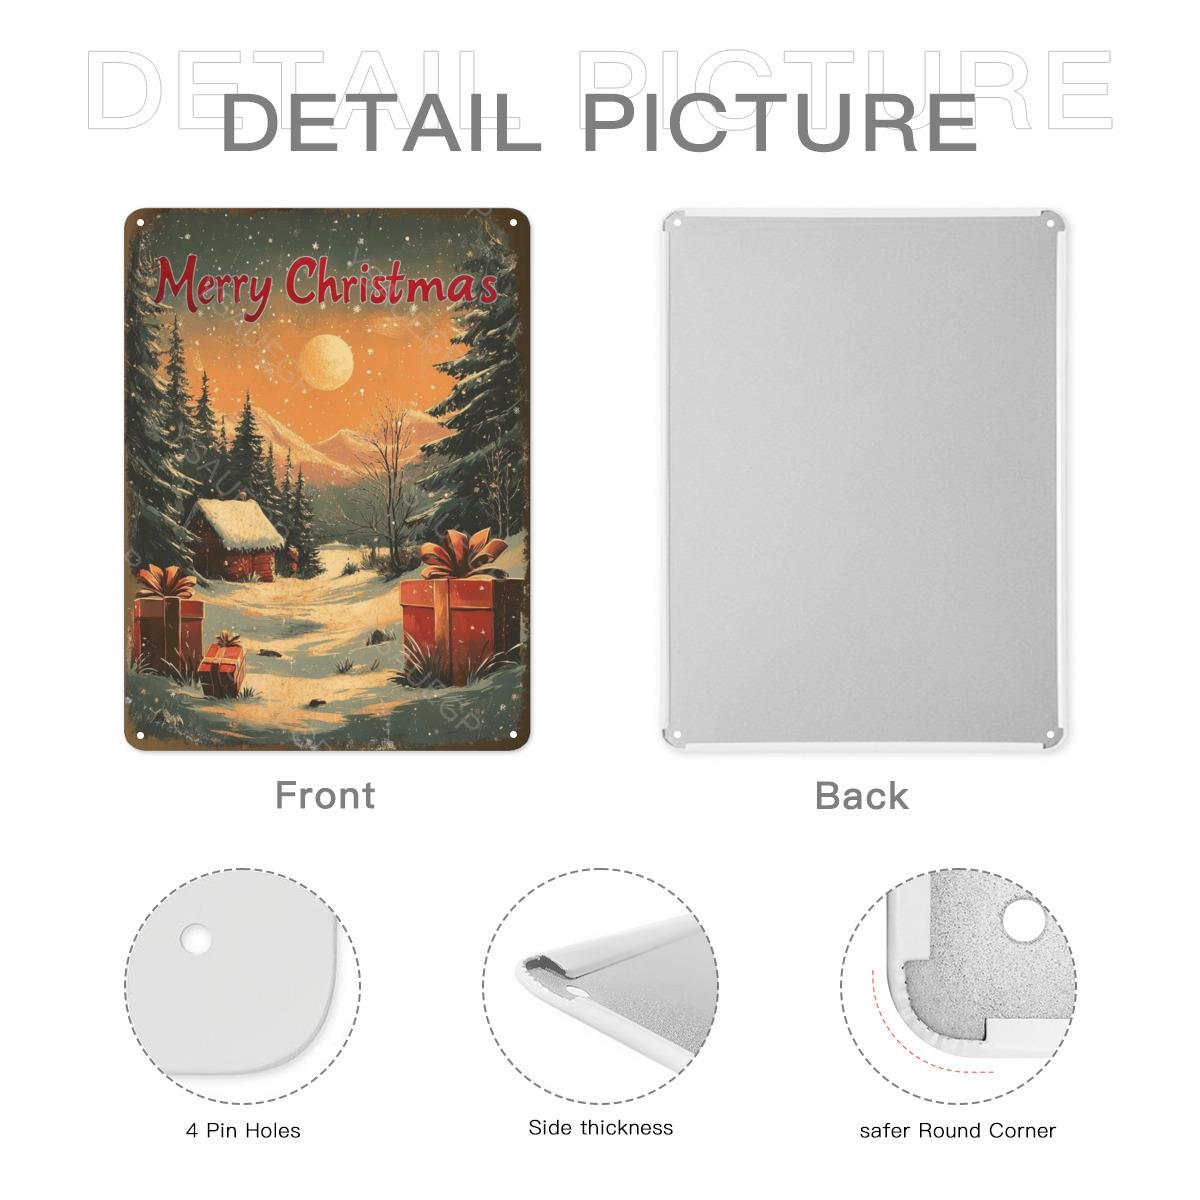 DETAIL PICTURE
DETAIL PICTURE
Merry Christmas
Front
Back
4 Pin Holes
Side thickness
safer Round Corner